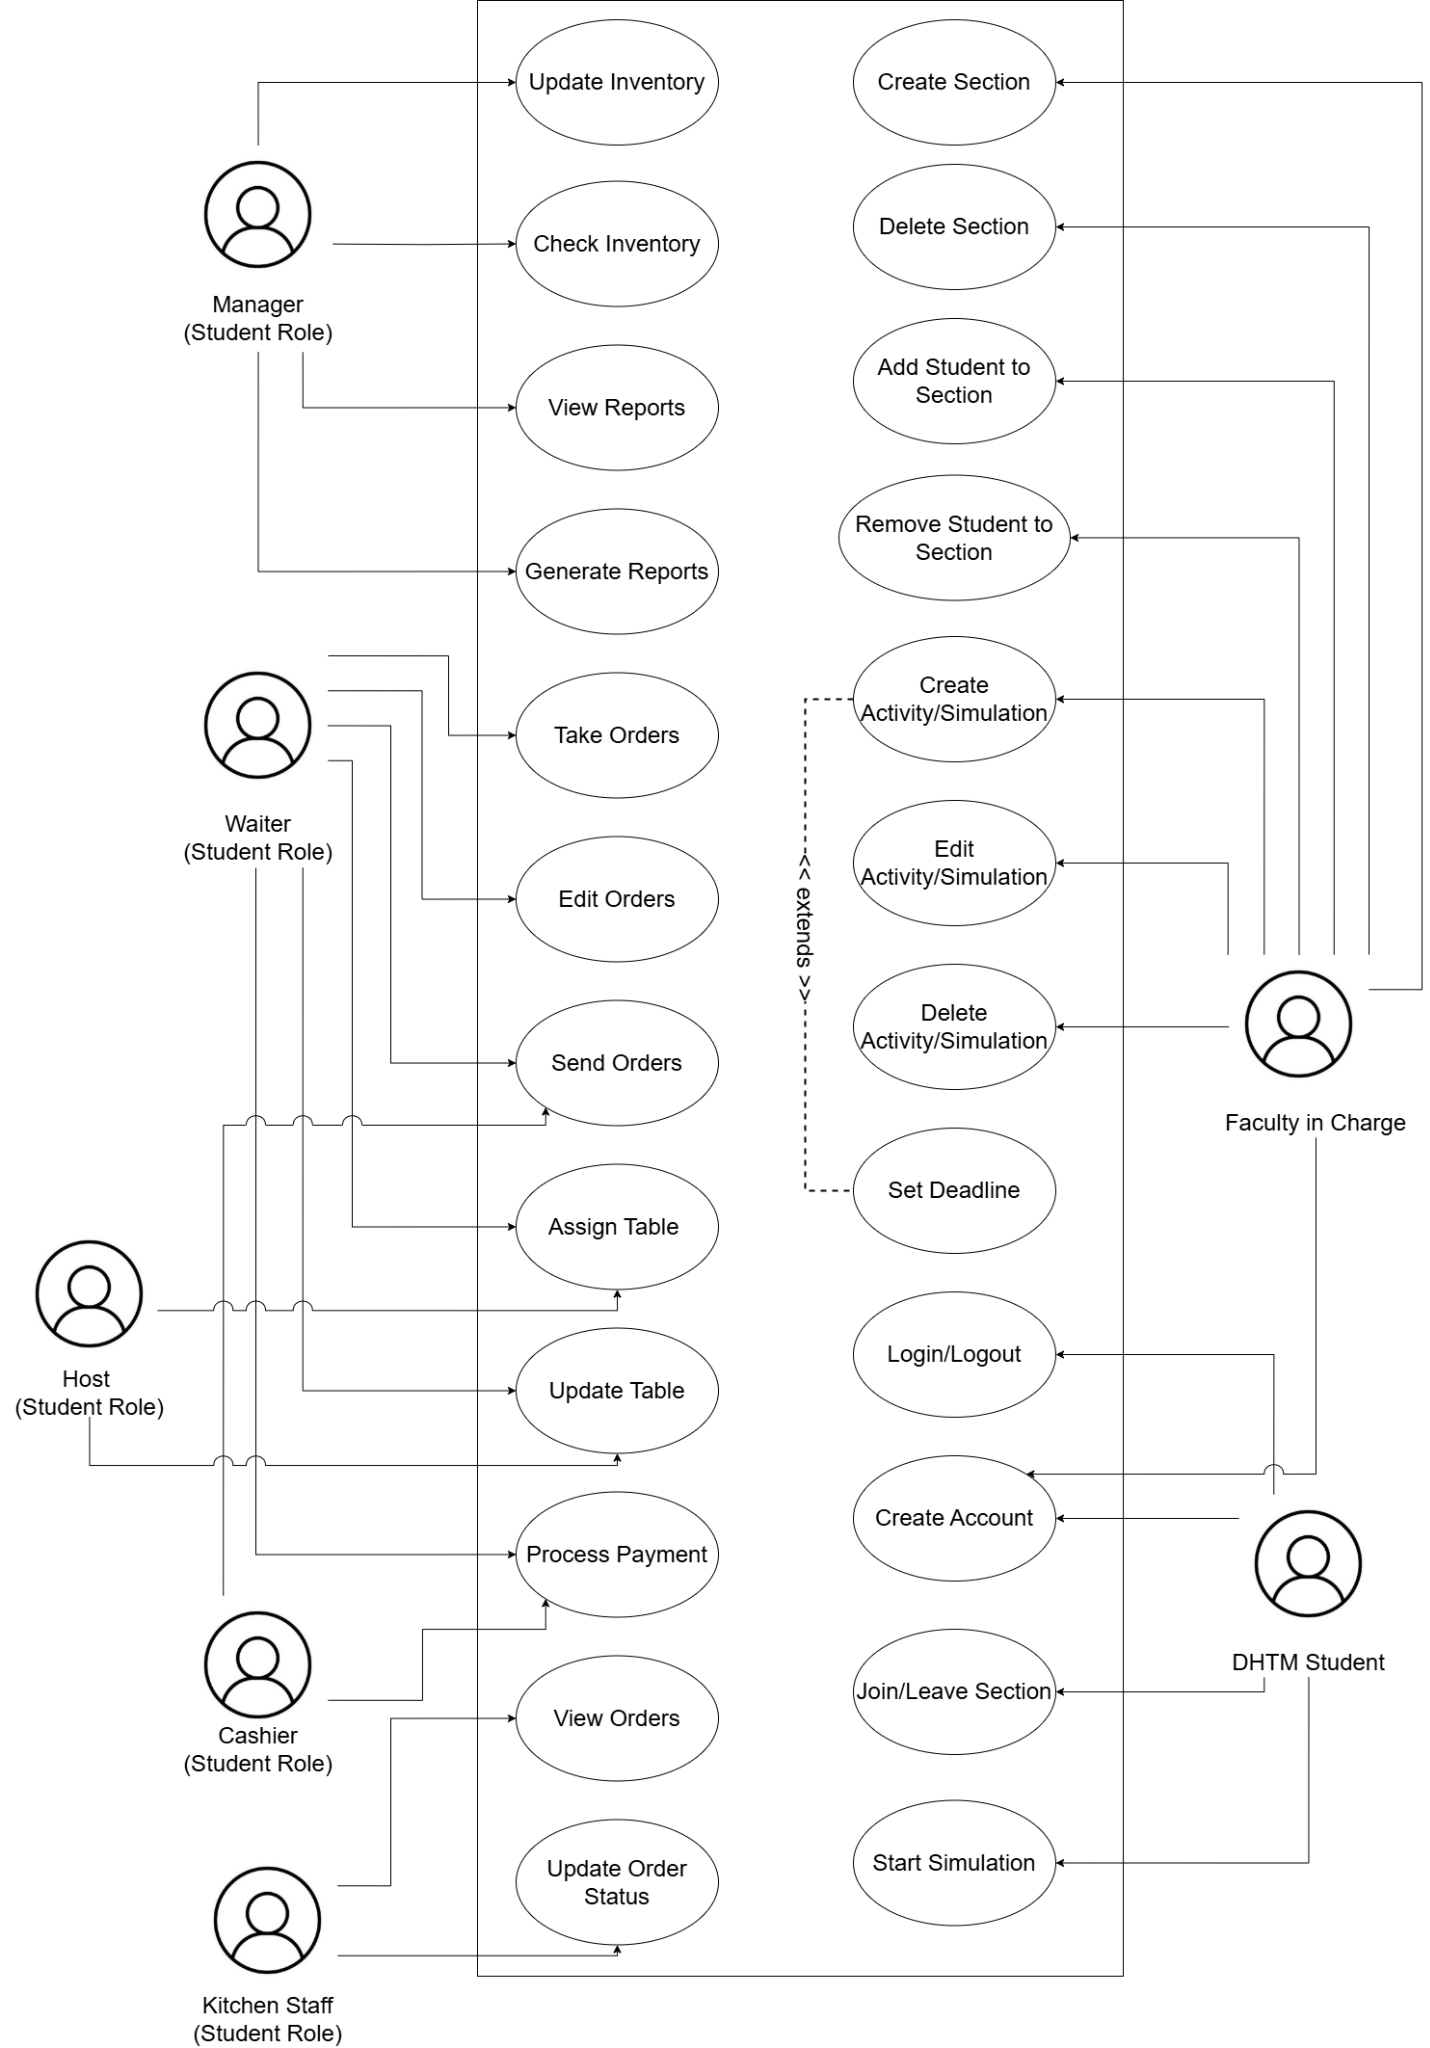 Update Inventory
Create Section
Delete Section
Check Inventory
Manager
(Student Role)
Add Student to
Section
View Reports
Remove Student to
Section
Generate Reports
Create
Activity/Simulation
Take Orders
Waiter
(Student Role)
Edit
Activity/Simulation
Edit Orders
<< extends >>
Delete
Activity/Simulation
Send Orders
Faculty in Charge
Set Deadline
Assign Table
Login/Logout
Host
(Student Role)
Update Table
Create Account
Process Payment
DHTM Student
Join/Leave Section
View Orders
Cashier
(Student Role)
Start Simulation
Update Order
Status
Kitchen Staff
(Student Role)